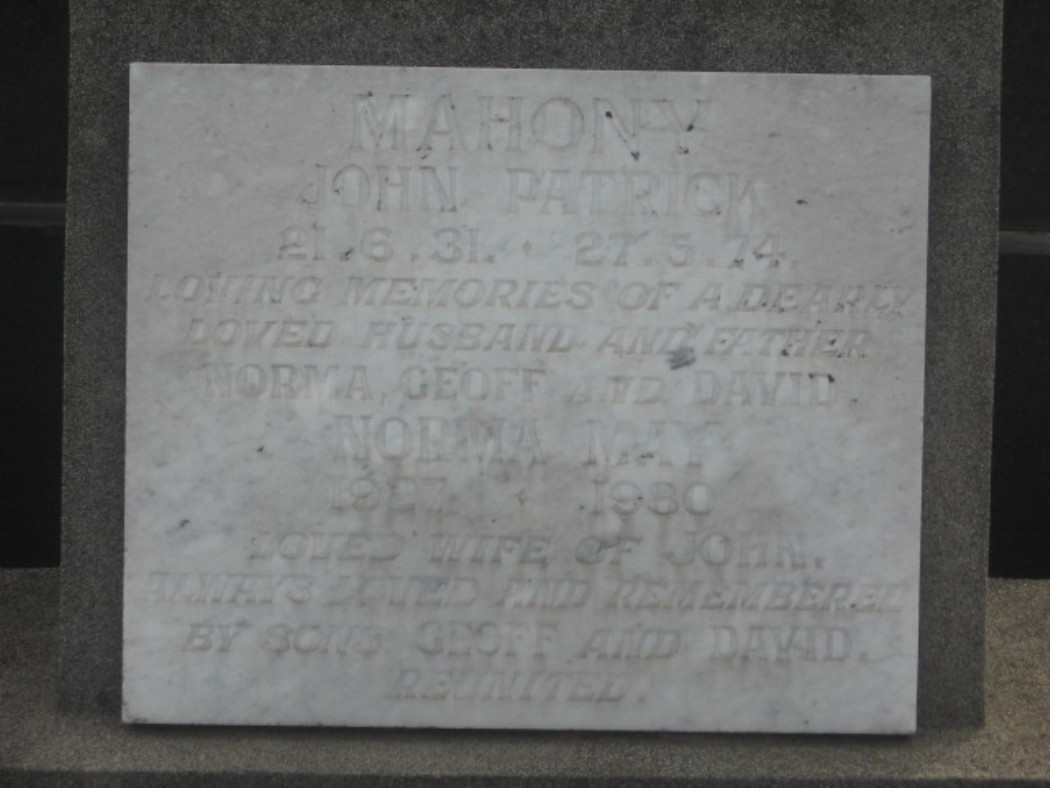 MAHONY
JOHN PATRICK
21.6.31. + 27.5.74.
LOVING MEMORIES OF A DEARLY
LOVED HUSBAND AND FATHER
NORMA, GEOFF AND DAVID.
NORMA MAY
1927 + 1980
LOVED WIFE OF JOHN.
ALWAYS LOVED AND REMEMBERED
BY SONS GEOFF AND DAVID.
REUNITED.